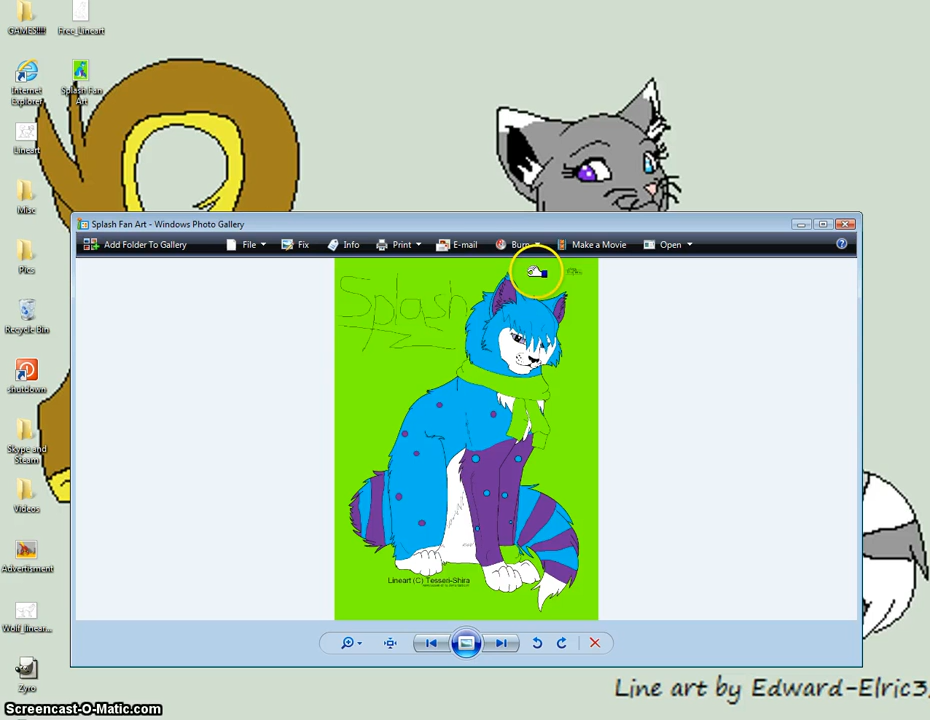 GAMES!!!!
Free_Lineart
Internet Explorer
Splash Fan Art
Lineart
Misc
Pics
Recycle Bin
shutdown
Skype and Steam
Videos
Advertisment
Wolf_linear...
Zyro
Splash Fan Art - Windows Photo Gallery
Add Folder To Gallery
File
Fix
Info
Print
E-mail
Burn
Make a Movie
Open
?
Splash
Lineart (C) Tesseri-Shira
Line art by Edward-Elric3
Screencast-O-Matic.com